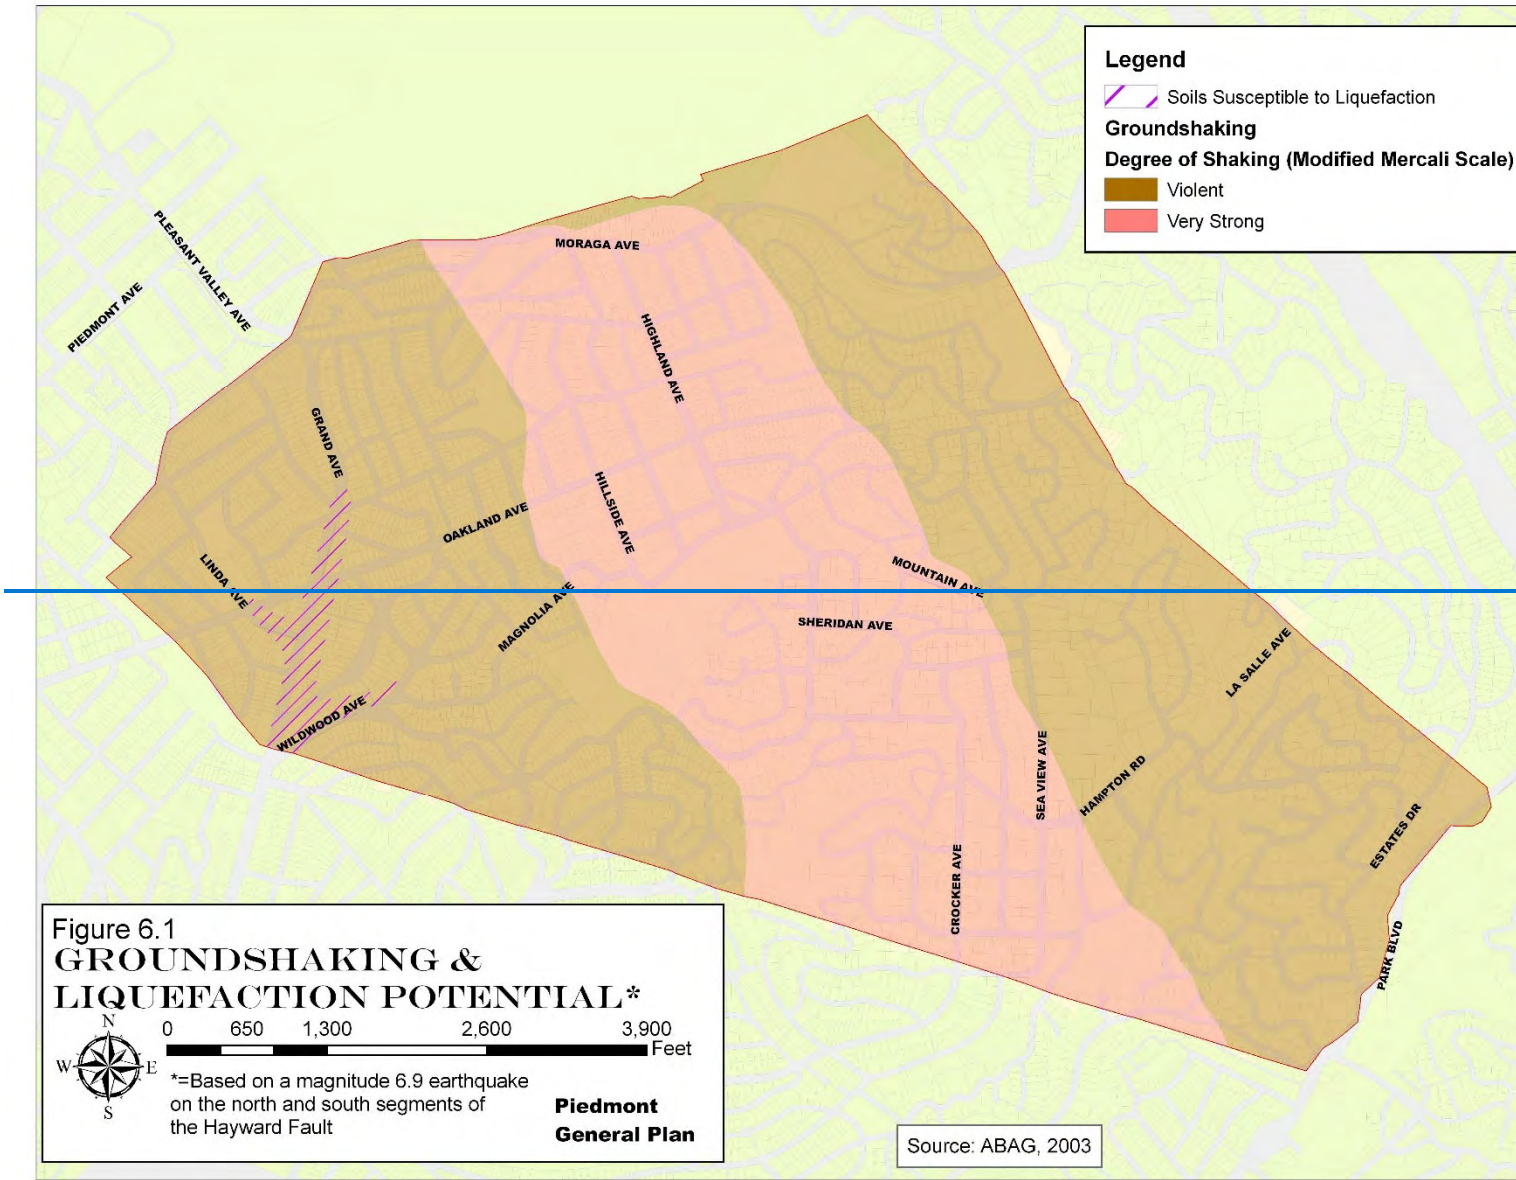 Legend
Soils Susceptible to Liquefaction
Groundshaking
Degree of Shaking (Modified Mercali Scale)
Violent
Very Strong
MORAGA AVE
PLEASANT VALLEY AVE
PIEDMONT AVE
HIGHLAND AVE
GRAND AVE
OAKLAND AVE
HILLSIDE AVE
LINDA AVE
MAGNOLIA AVE
MOUNTAIN AVE
SHERIDAN AVE
LA SALLE AVE
WILDWOOD AVE
SEA VIEW AVE
HAMPTON RD
ESTATES DR
CROCKER AVE
PARK BLVD
Figure 6.1
GROUNDSHAKING &
LIQUEFACTION POTENTIAL*
N
W E
S
0 650 1,300 2,600 3,900
Feet
*=Based on a magnitude 6.9 earthquake
on the north and south segments of
the Hayward Fault
Piedmont
General Plan
Source: ABAG, 2003